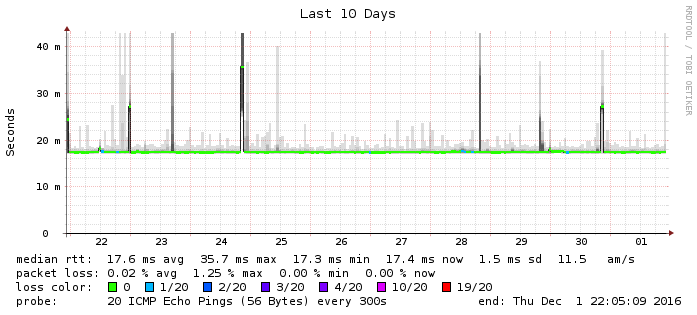 Last 10 Days
RRDTOOL / TOBI OETIKER
Seconds
40 m
30 m
20 m
10 m
0
22 23 24 25 26 27 28 29 30 01
median rtt: 17.6 ms avg 35.7 ms max 17.3 ms min 17.4 ms now 1.5 ms sd 11.5 am/s
packet loss: 0.02 % avg 1.25 % max 0.00 % min 0.00 % now
loss color: 0 1/20 2/20 3/20 4/20 10/20 19/20
probe: 20 ICMP Echo Pings (56 Bytes) every 300s end: Thu Dec 1 22:05:09 2016